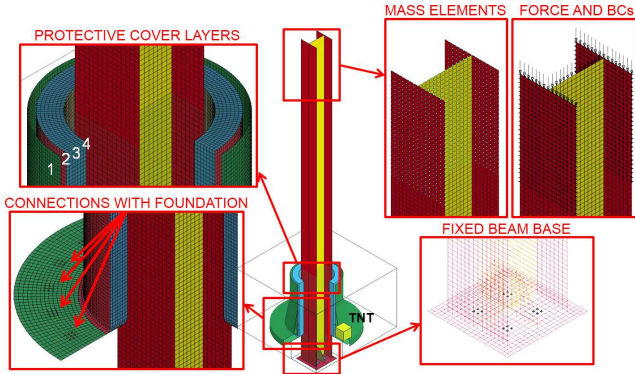 PROTECTIVE COVER LAYERS
MASS ELEMENTS
FORCE AND BCs
1
2
3
4
CONNECTIONS WITH FOUNDATION
FIXED BEAM BASE
TNT